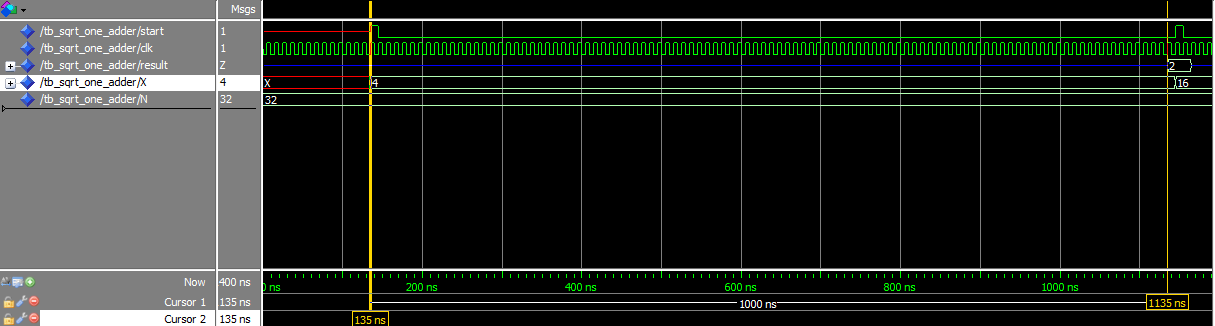 Msgs
/tb_sqrt_one_adder/start 1
/tb_sqrt_one_adder/clk 1
/tb_sqrt_one_adder/result Z 2
/tb_sqrt_one_adder/X 4 X 4 16
/tb_sqrt_one_adder/N 32 32
Now 400 ns 0 ns 200 ns 400 ns 600 ns 800 ns 1000 ns
Cursor 1 135 ns 1000 ns 1135 ns
Cursor 2 135 ns 135 ns